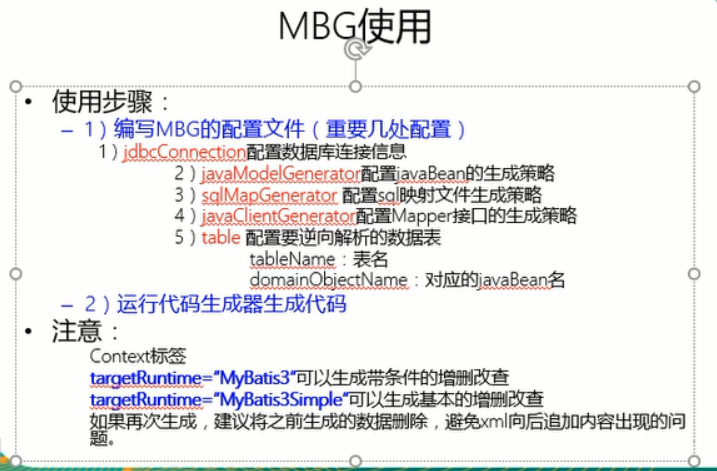 MBG使用
• 使用步骤：
– 1）编写MBG的配置文件（重要几处配置）
1）jdbcConnection配置数据库连接信息
2）javaModelGenerator配置javaBean的生成策略
3）sqlMapGenerator 配置sql映射文件生成策略
4）javaClientGenerator配置Mapper接口的生成策略
5）table 配置要逆向解析的数据表
tableName：表名
domainObjectName：对应的javaBean名
– 2）运行代码生成器生成代码
• 注意：
Context标签
targetRuntime=“MyBatis3“可以生成带条件的增删改查
targetRuntime=“MyBatis3Simple“可以生成基本的增删改查
如果再次生成，建议将之前生成的数据删除，避免xml向后追加内容出现的问
题。